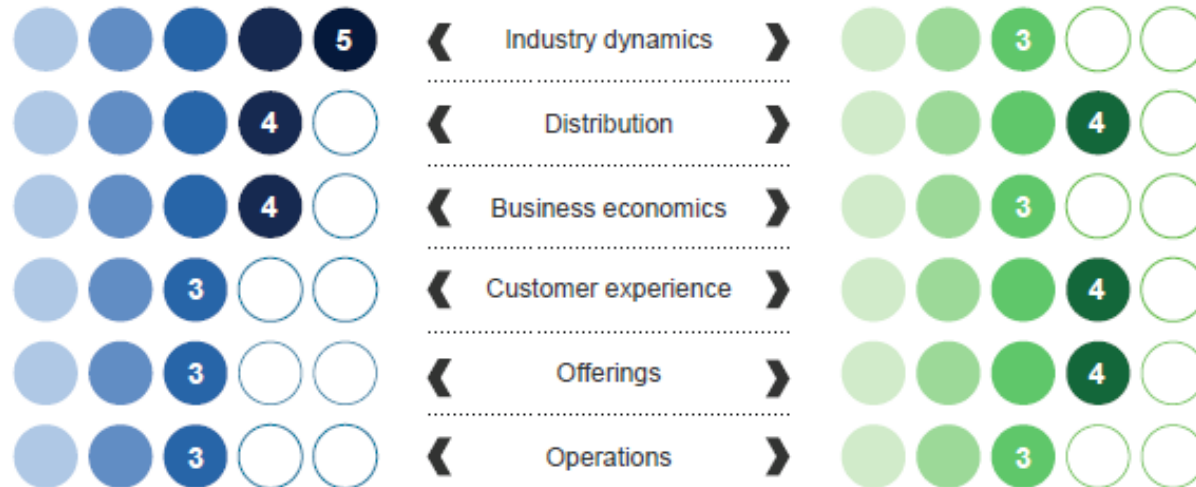 5 Industry dynamics 3
4 Distribution 4
4 Business economics 3
3 Customer experience 4
3 Offerings 4
3 Operations 3